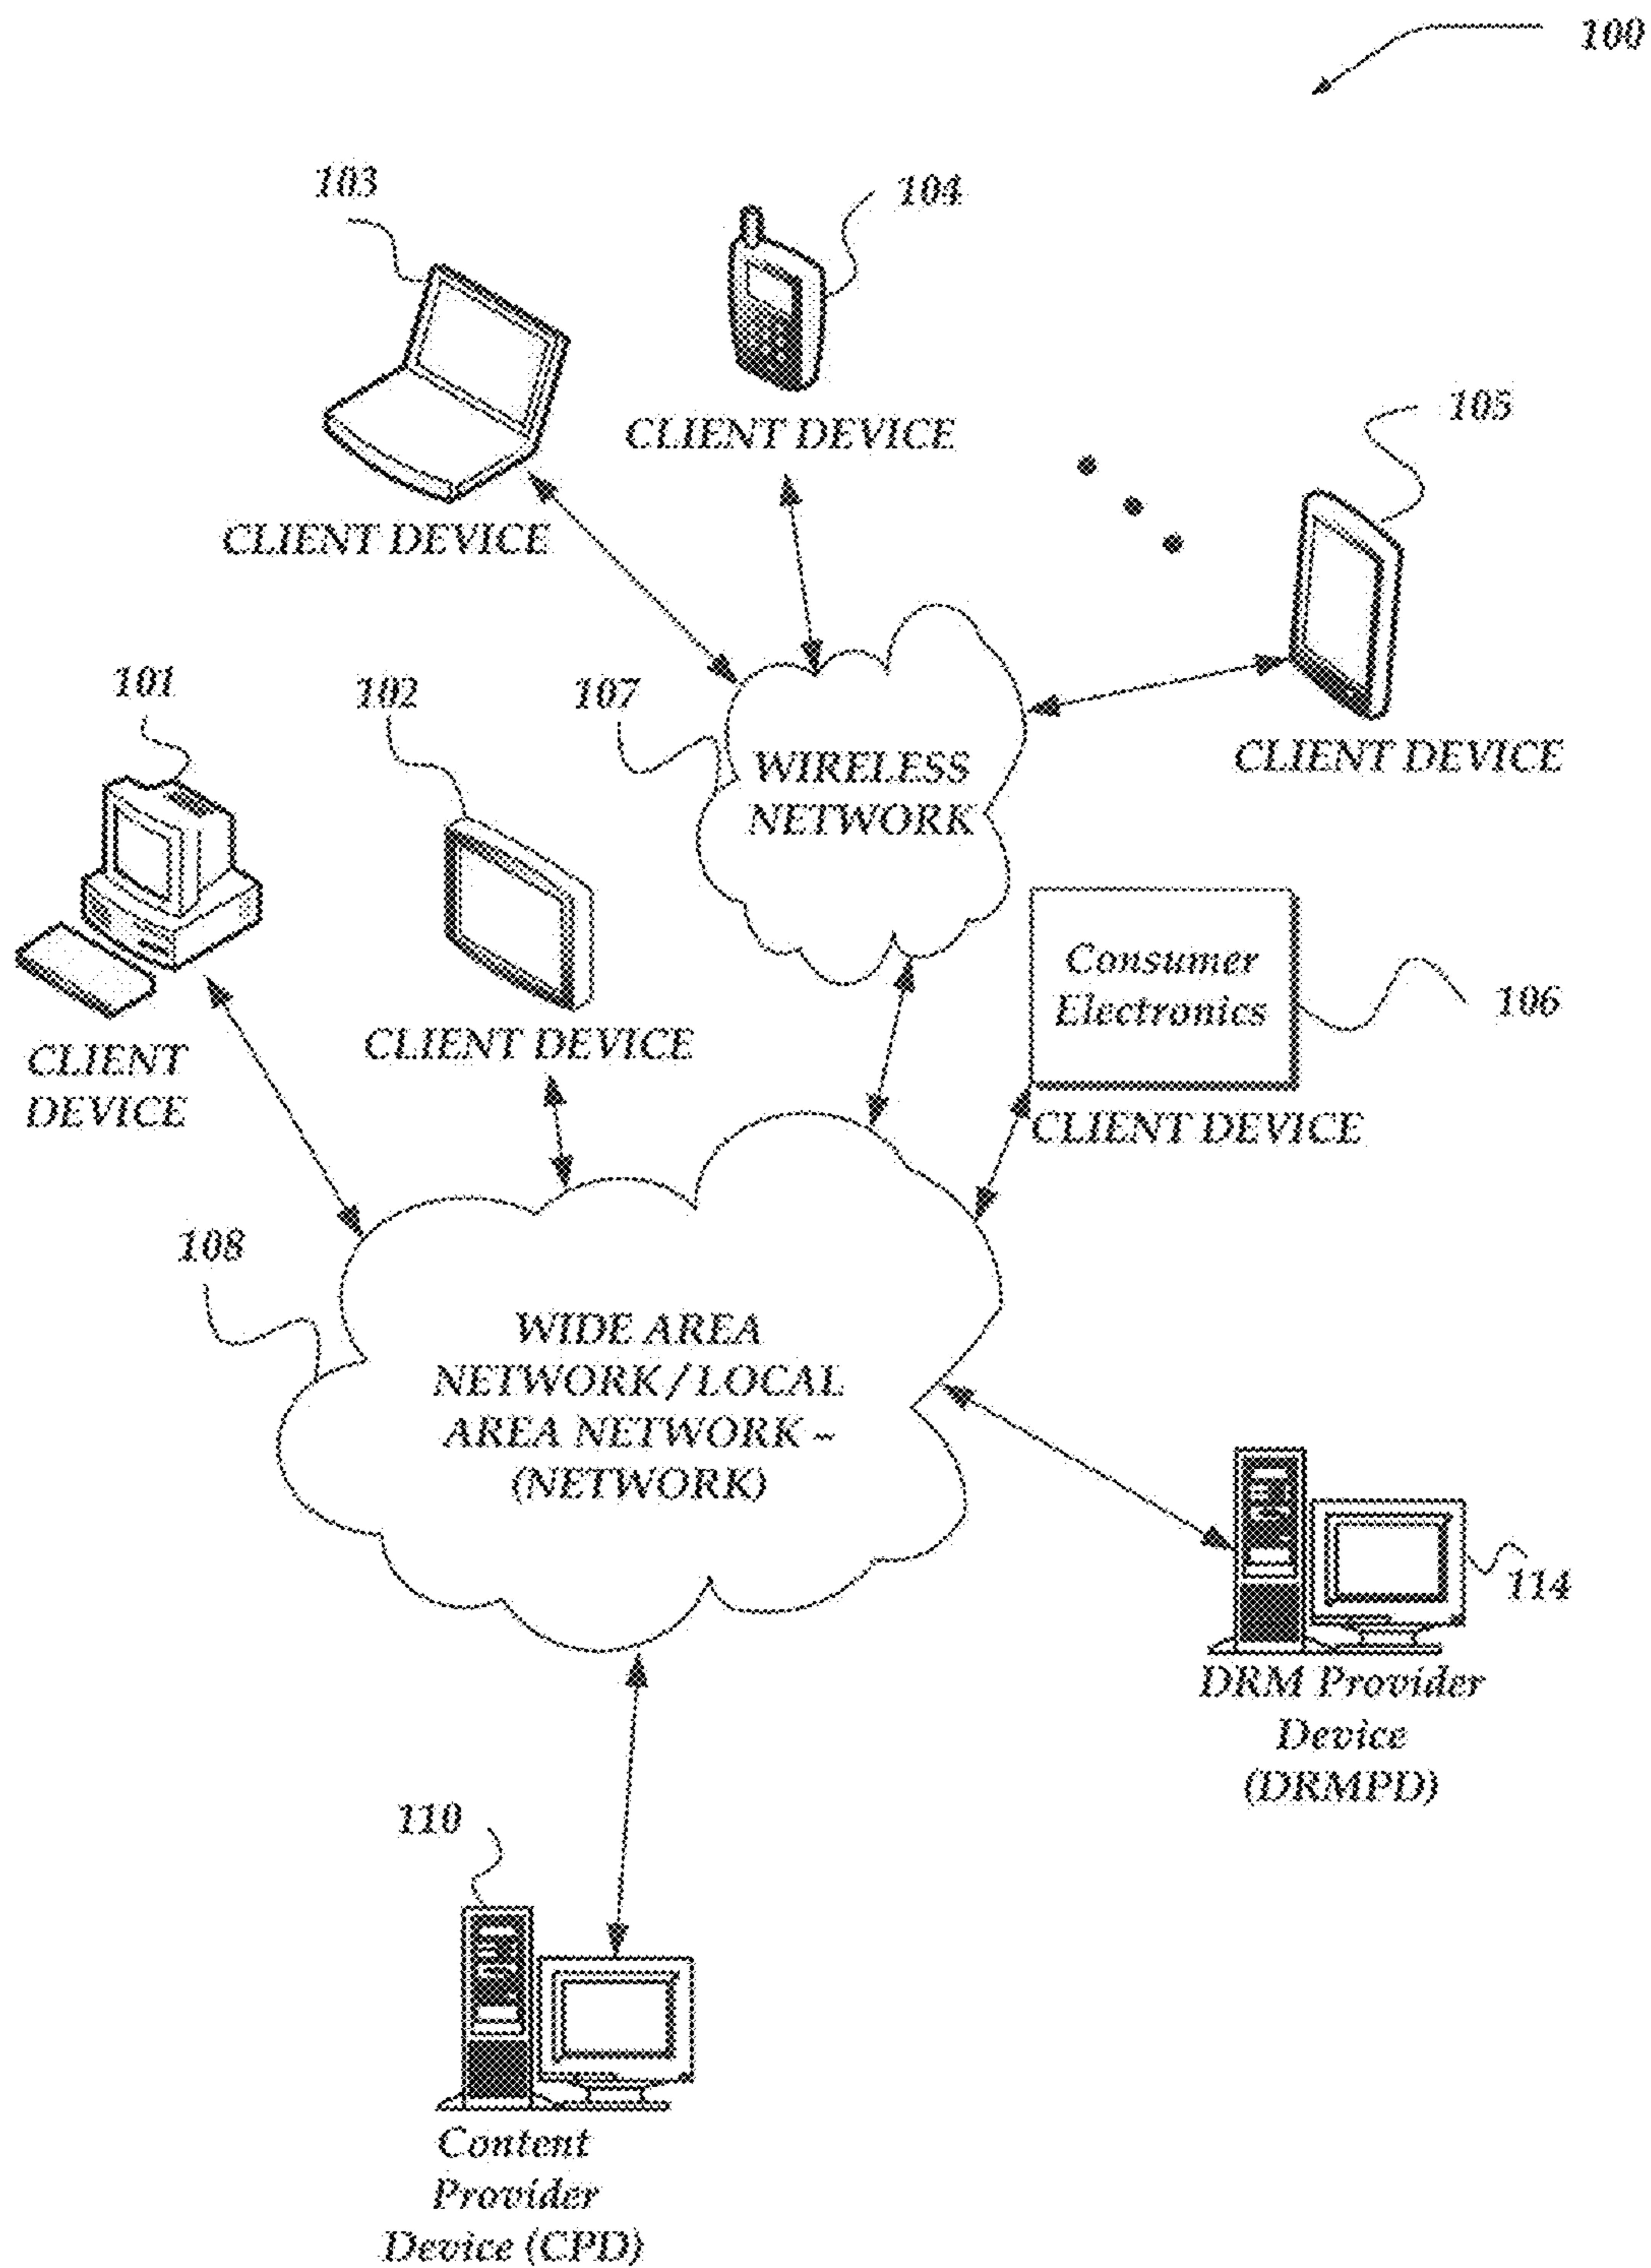 100
103
104
CLIENT DEVICE
105
CLIENT DEVICE
101
102
107
WIRELESS
NETWORK
CLIENT DEVICE
Consumer
Electronics
106
CLIENT
DEVICE
CLIENT DEVICE
CLIENT DEVICE
108
WIDE AREA
NETWORK / LOCAL
AREA NETWORK –
(NETWORK)
114
DRM Provider
Device
(DRMPD)
110
Content
Provider
Device (CPD)